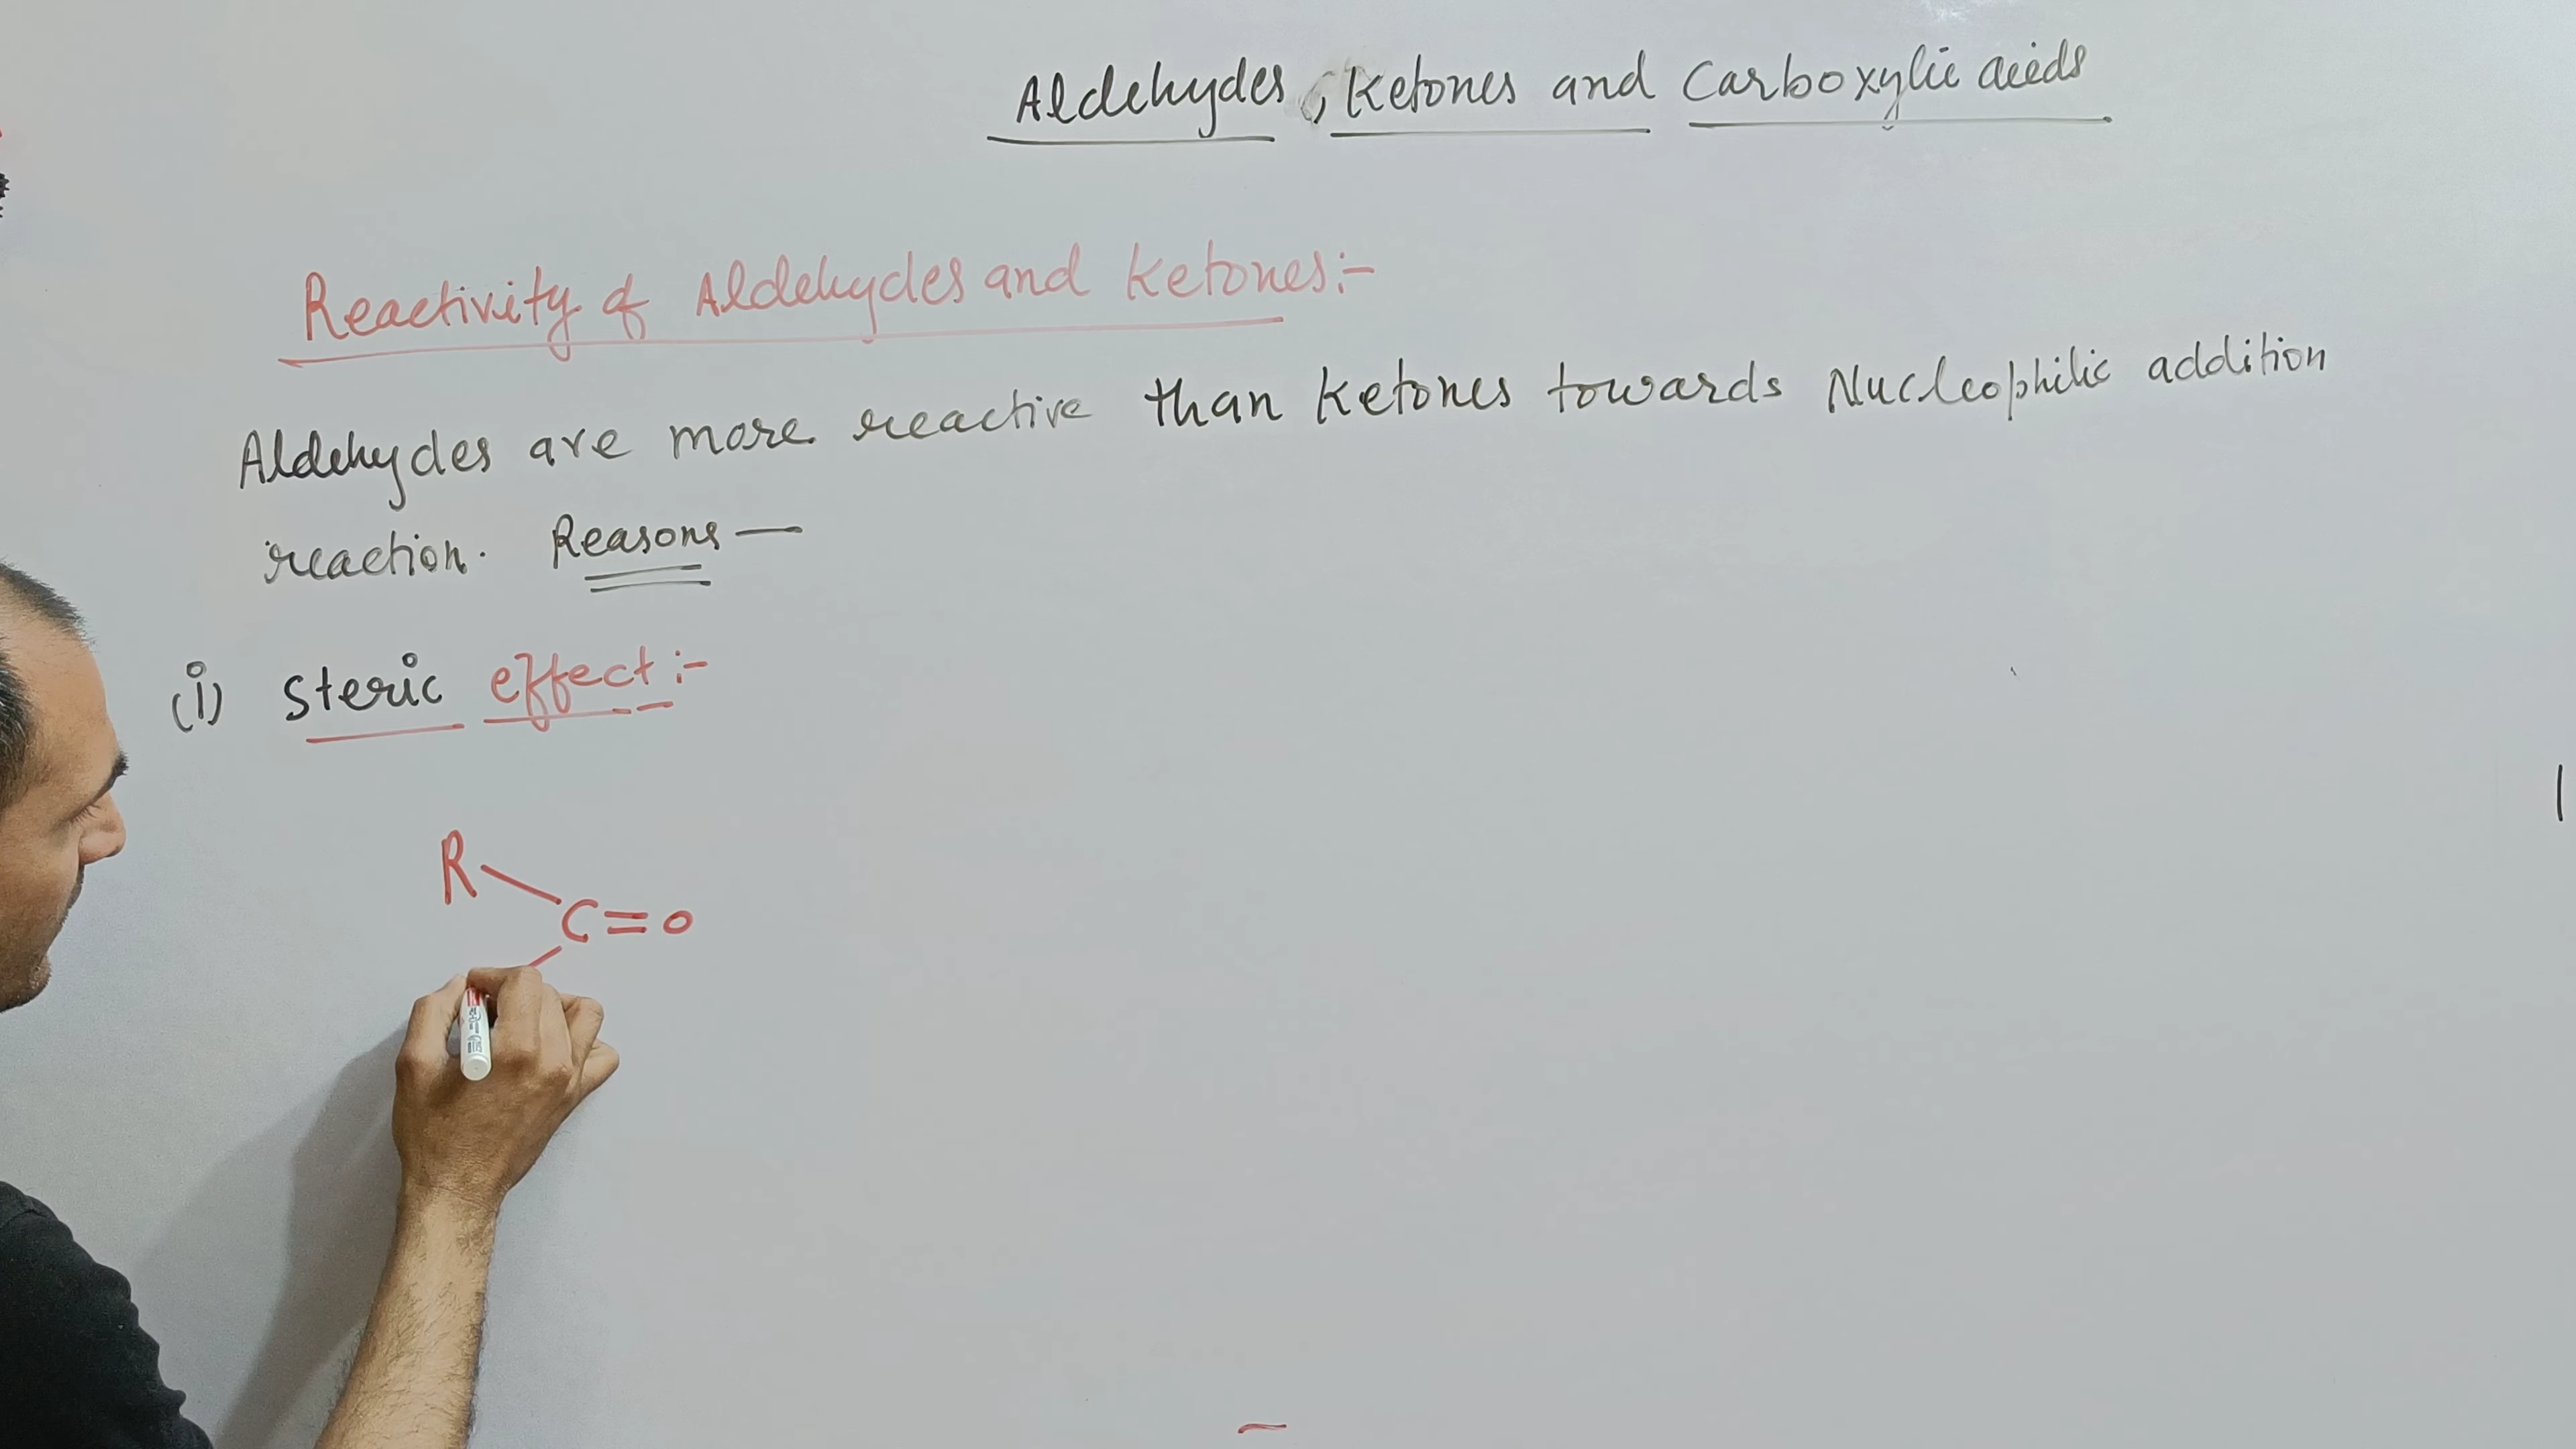 Aldehydes, Ketones and Carboxylic acids
Reactivity of Aldehydes and Ketones:-
Aldehydes are more reactive than Ketones towards Nucleophilic addition
reaction. Reasons —
(i) Steric effect:-
R
C=O